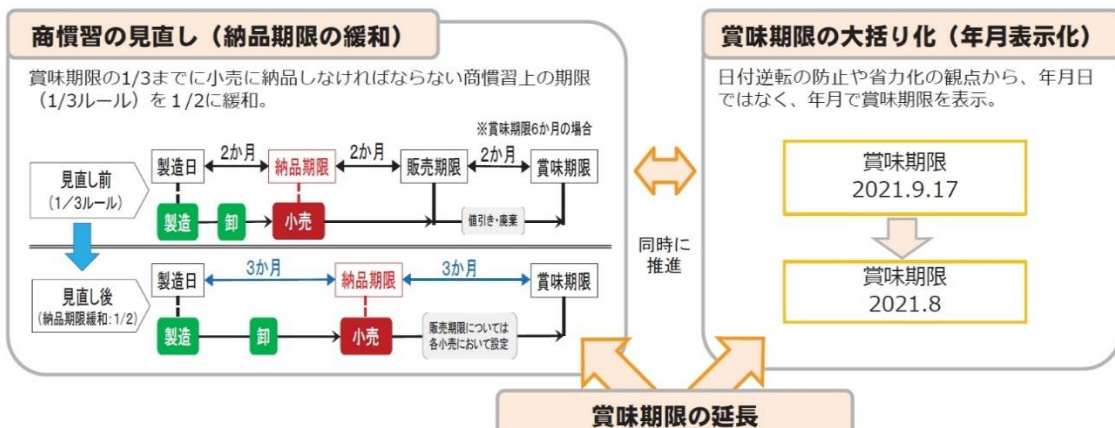 商慣習の見直し（納品期限の緩和）
賞味期限の1/3までに小売に納品しなければならない商慣習上の期限
（1/3ルール）を1/2に緩和。
※賞味期限6か月の場合
見直し前
（1／3ルール）
製造日
2か月
納品期限
2か月
販売期限
2か月
賞味期限
製造
卸
小売
値引き・廃棄
見直し後
（納品期限緩和:1/2）
製造日
3か月
納品期限
3か月
賞味期限
製造
卸
小売
販売期限については
各小売において設定
同時に
推進
賞味期限の大括り化（年月表示化）
日付逆転の防止や省力化の観点から、年月日
ではなく、年月で賞味期限を表示。
賞味期限
2021.9.17
賞味期限
2021.8
賞味期限の延長